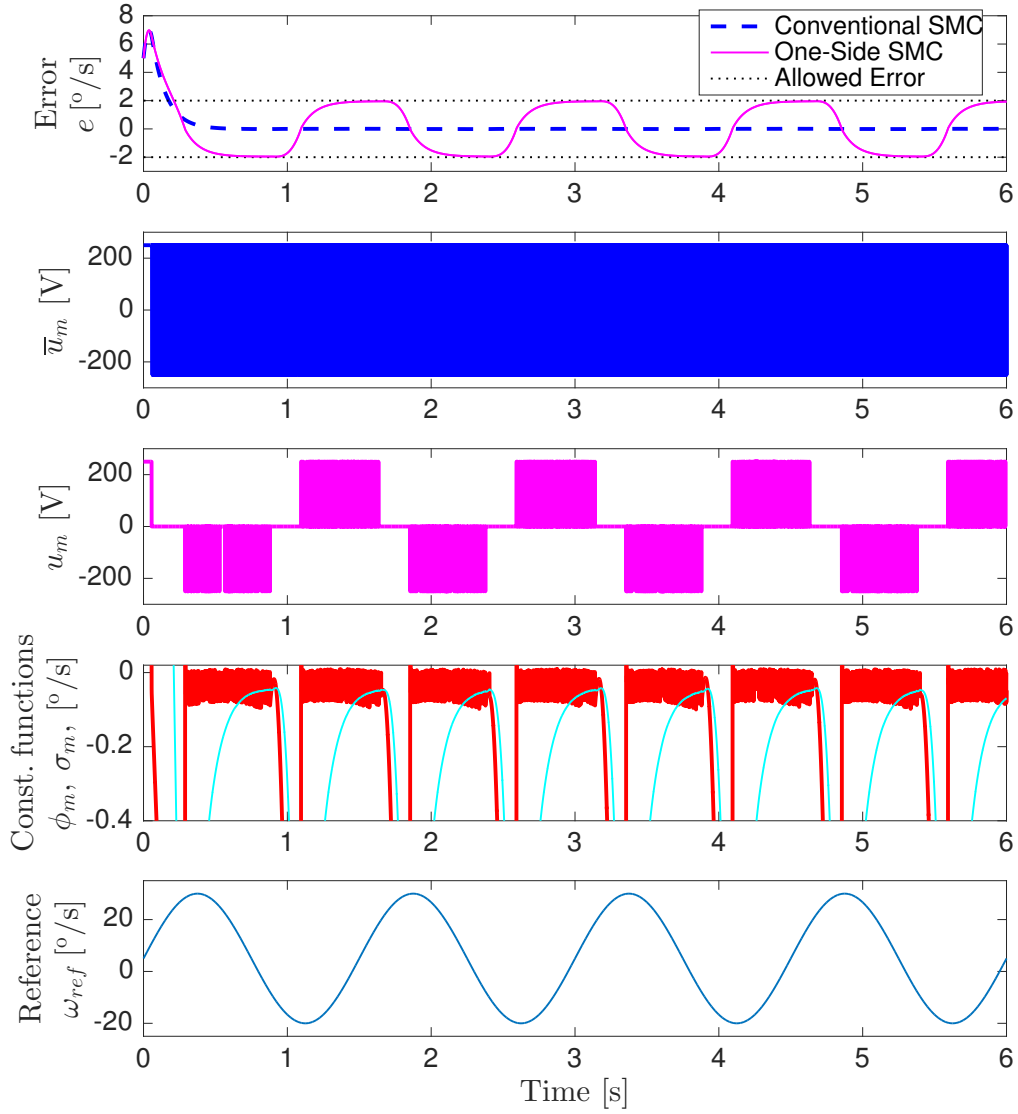 Error
e [°/s]
8
6
4
2
0
-2
Conventional SMC
One-Side SMC
Allowed Error
0 1 2 3 4 5 6
u̅_m [V]
200
0
-200
0 1 2 3 4 5 6
u_m [V]
200
0
-200
0 1 2 3 4 5 6
Const. functions
ϕ_m, σ_m, [°/s]
0
-0.2
-0.4
0 1 2 3 4 5 6
Reference
ω_ref [°/s]
20
0
-20
0 1 2 3 4 5 6
Time [s]